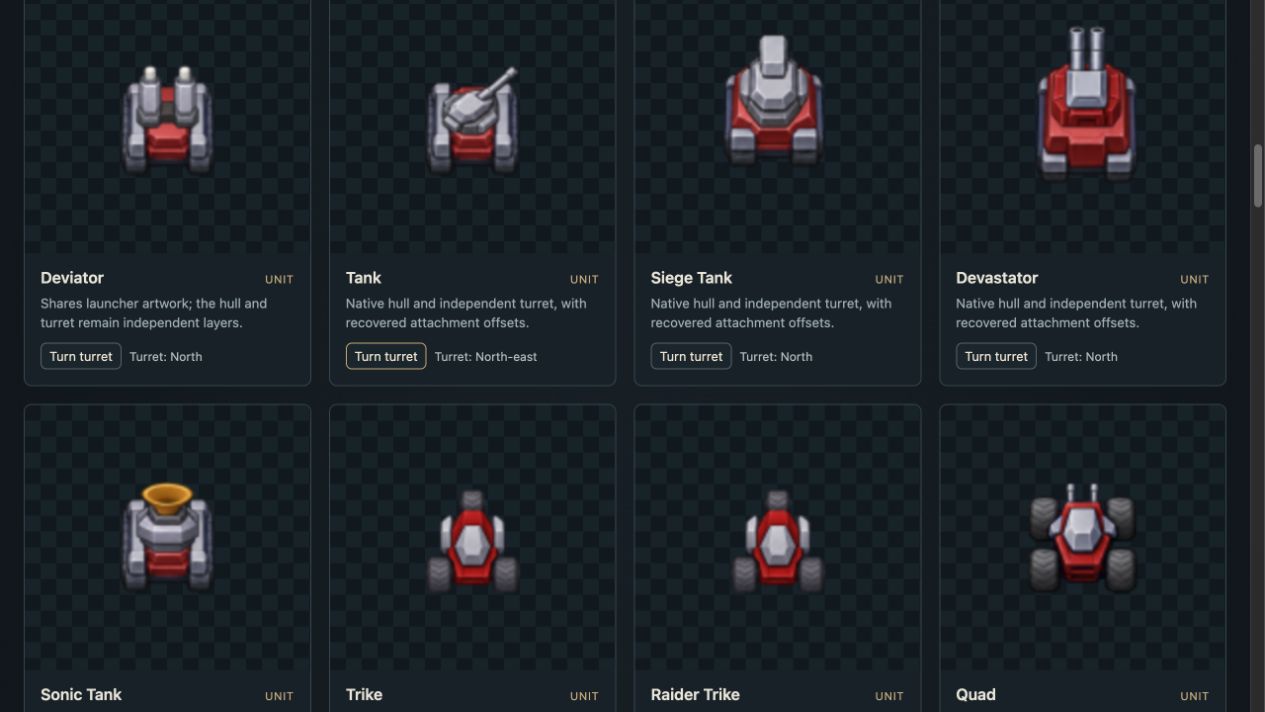 Deviator
UNIT
Shares launcher artwork; the hull and
turret remain independent layers.
Turn turret
Turret: North
Tank
UNIT
Native hull and independent turret, with
recovered attachment offsets.
Turn turret
Turret: North-east
Siege Tank
UNIT
Native hull and independent turret, with
recovered attachment offsets.
Turn turret
Turret: North
Devastator
UNIT
Native hull and independent turret, with
recovered attachment offsets.
Turn turret
Turret: North
Sonic Tank
UNIT
Trike
UNIT
Raider Trike
UNIT
Quad
UNIT